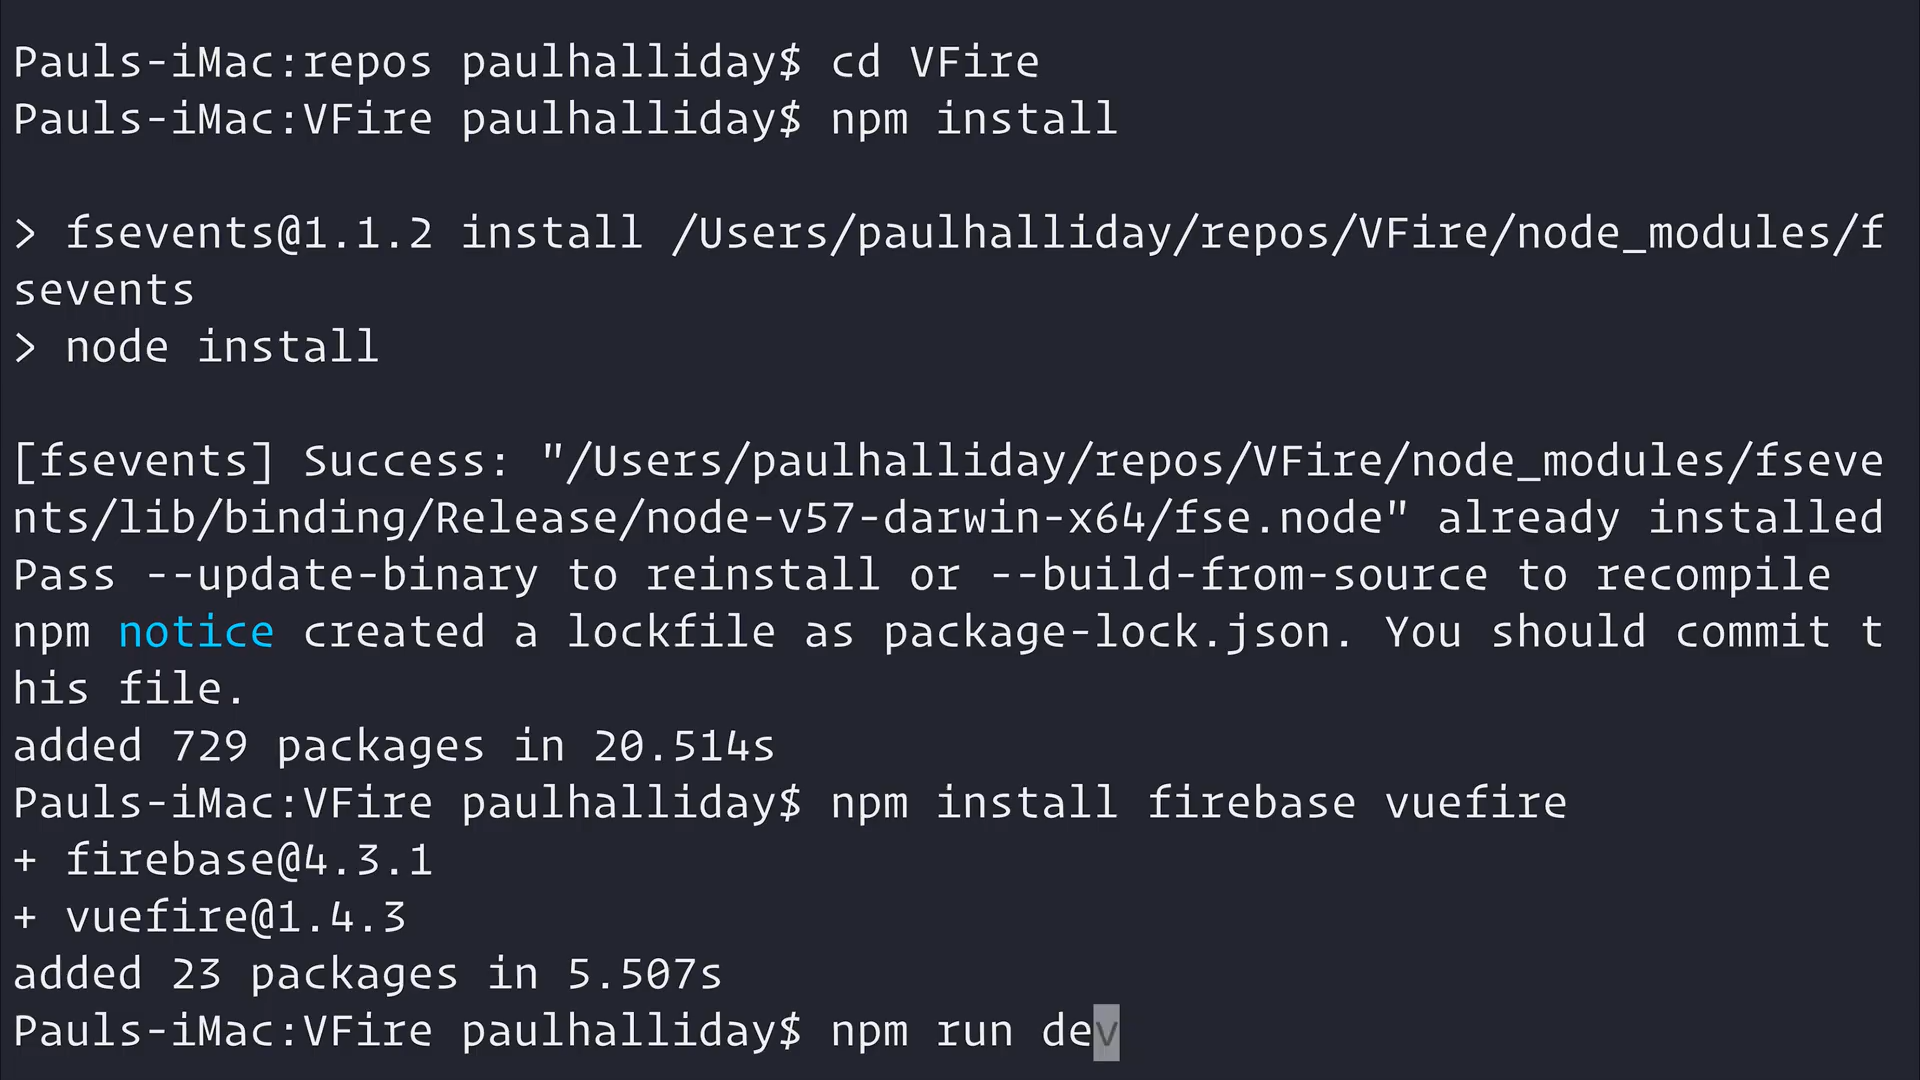 Pauls-iMac:repos paulhalliday$ cd VFire
Pauls-iMac:VFire paulhalliday$ npm install
> fsevents@1.1.2 install /Users/paulhalliday/repos/VFire/node_modules/f
sevents
> node install
[fsevents] Success: "/Users/paulhalliday/repos/VFire/node_modules/fseve
nts/lib/binding/Release/node-v57-darwin-x64/fse.node" already installed
Pass --update-binary to reinstall or --build-from-source to recompile
npm notice created a lockfile as package-lock.json. You should commit t
his file.
added 729 packages in 20.514s
Pauls-iMac:VFire paulhalliday$ npm install firebase vuefire
+ firebase@4.3.1
+ vuefire@1.4.3
added 23 packages in 5.507s
Pauls-iMac:VFire paulhalliday$ npm run dev